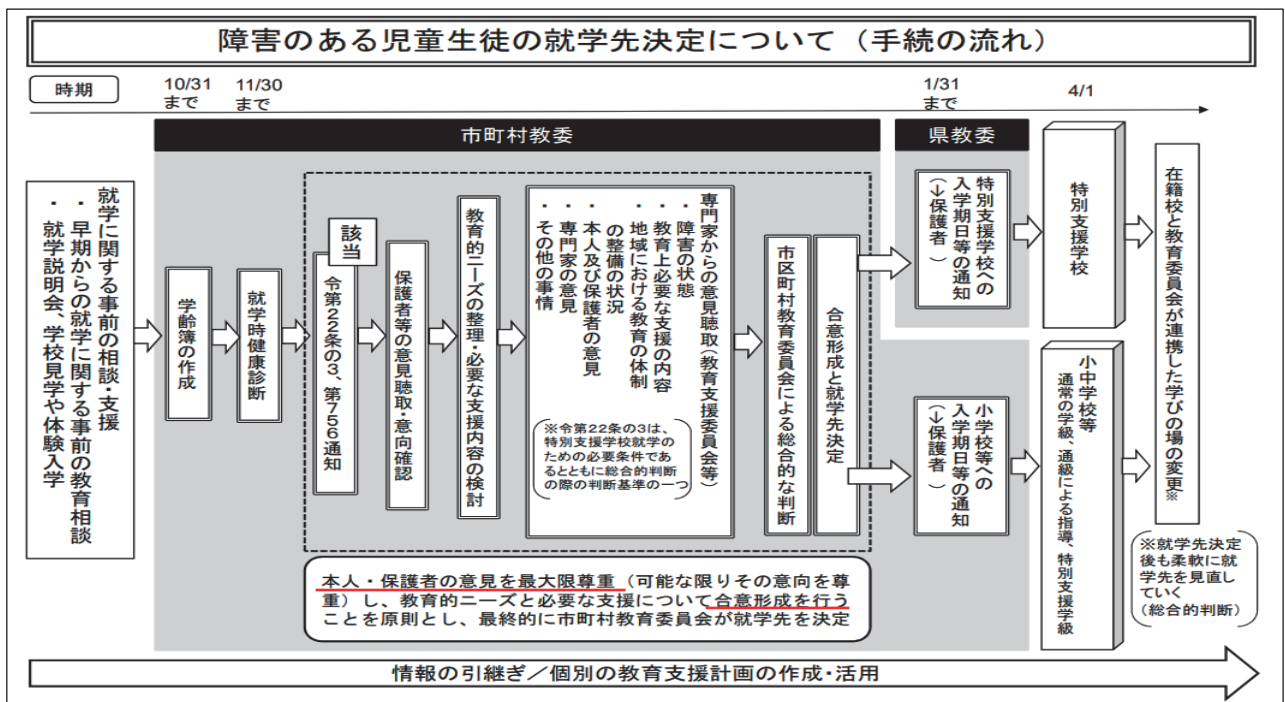 障害のある児童生徒の就学先決定について（手続の流れ）
時期
10/31
まで
11/30
まで
1/31
まで
4/1
市町村教委
県教委
就学に関する事前の相談・支援
・早期からの就学に関する事前の教育相談
・就学説明会、学校見学や体験入学
学齢簿の作成
就学時健康診断
該当
令第22条の3、第756通知
保護者等の意見聴取・意向確認
教育的ニーズの整理・必要な支援内容の検討
専門家からの意見聴取(教育支援委員会等)
・障害の状態
・教育上必要な支援の内容
・地域における教育の体制
の整備の状況
・本人及び保護者の意見
・専門家の意見
・その他の事情
※令第22条の3は、
特別支援学校就学の
ための必要条件であ
るとともに総合的判断
の際の判断基準の一つ
市区町村教育委員会による総合的な判断
合意形成と就学先決定
特別支援学校への
入学期日等の通知
(→保護者)
小学校等への
入学期日等の通知
(→保護者)
特別支援学校
小中学校等
通常の学級、通級による指導、特別支援学級
在籍校と教育委員会が連携した学びの場の変更※
※就学先決定
後も柔軟に就
学先を見直し
ていく
(総合的判断)
本人・保護者の意見を最大限尊重（可能な限りその意向を尊
重）し、教育的ニーズと必要な支援について合意形成を行う
ことを原則とし、最終的に市町村教育委員会が就学先を決定
情報の引継ぎ／個別の教育支援計画の作成・活用